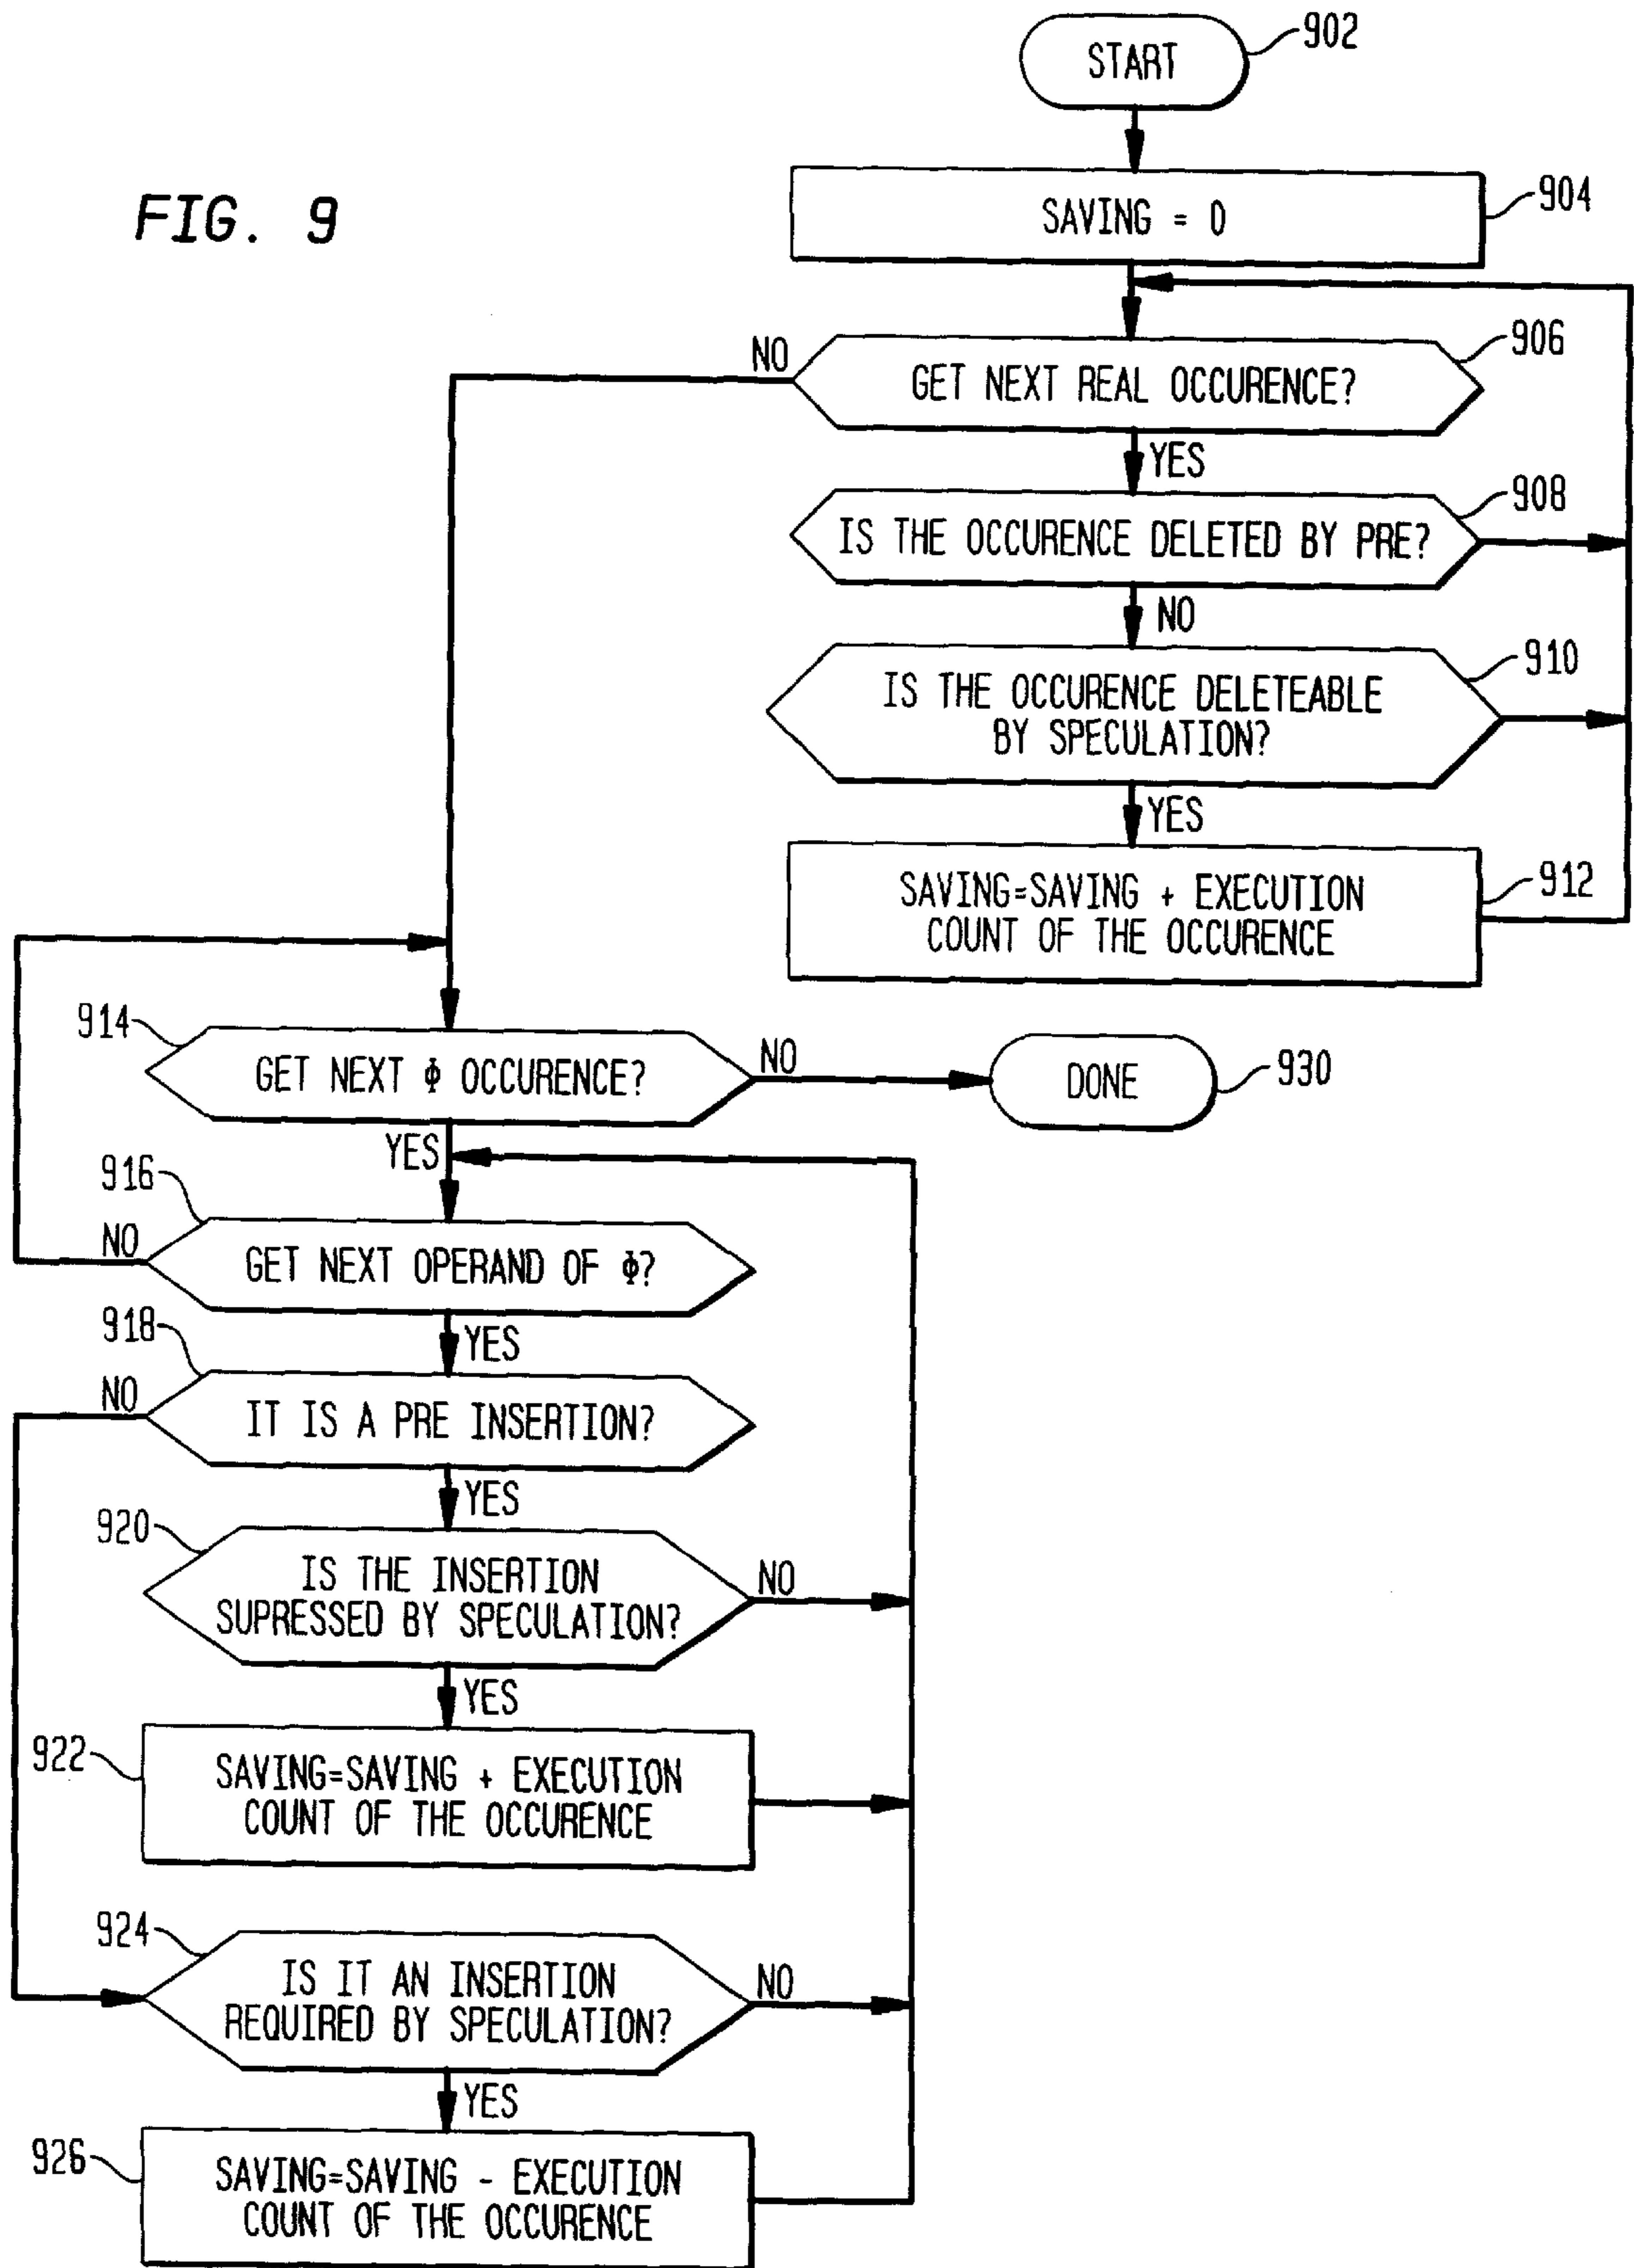 FIG. 9
START
902
SAVING = 0
904
GET NEXT REAL OCCURENCE?
906
NO
YES
IS THE OCCURENCE DELETED BY PRE?
908
NO
IS THE OCCURENCE DELETEABLE
BY SPECULATION?
910
YES
SAVING=SAVING + EXECUTION
COUNT OF THE OCCURENCE
912
914
GET NEXT Φ OCCURENCE?
NO
DONE
930
YES
916
NO
GET NEXT OPERAND OF Φ?
YES
918
NO
IT IS A PRE INSERTION?
YES
920
IS THE INSERTION
SUPRESSED BY SPECULATION?
NO
YES
922
SAVING=SAVING + EXECUTION
COUNT OF THE OCCURENCE
924
IS IT AN INSERTION
REQUIRED BY SPECULATION?
NO
YES
926
SAVING=SAVING - EXECUTION
COUNT OF THE OCCURENCE